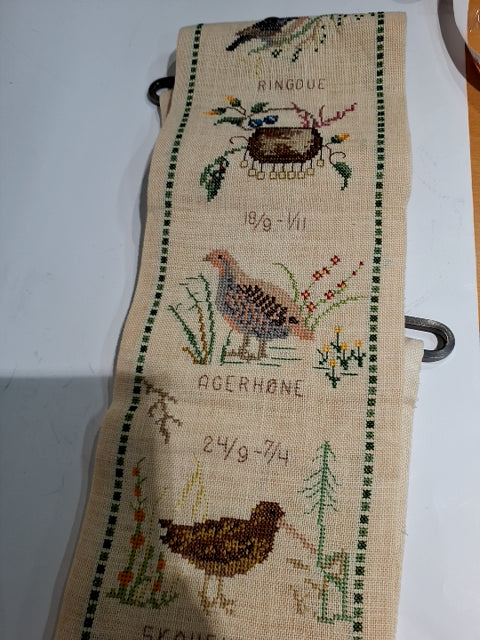 RINGDUE
18/9-1/11
AGERHØNE
24/9-7/4